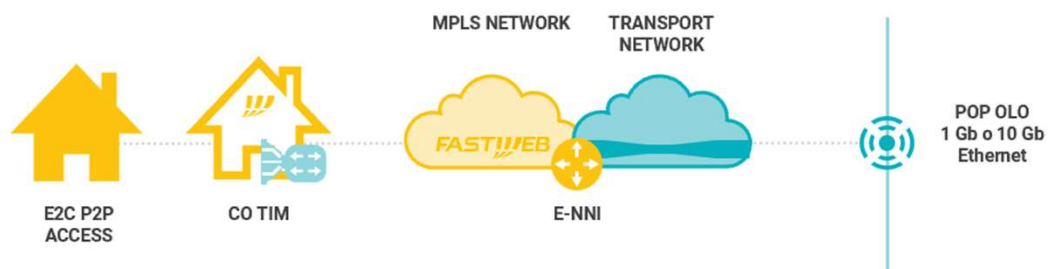 MPLS NETWORK
TRANSPORT
NETWORK
FASTWEB
POP OLO
1 Gb o 10 Gb
Ethernet
E2C P2P
ACCESS
CO TIM
E-NNI